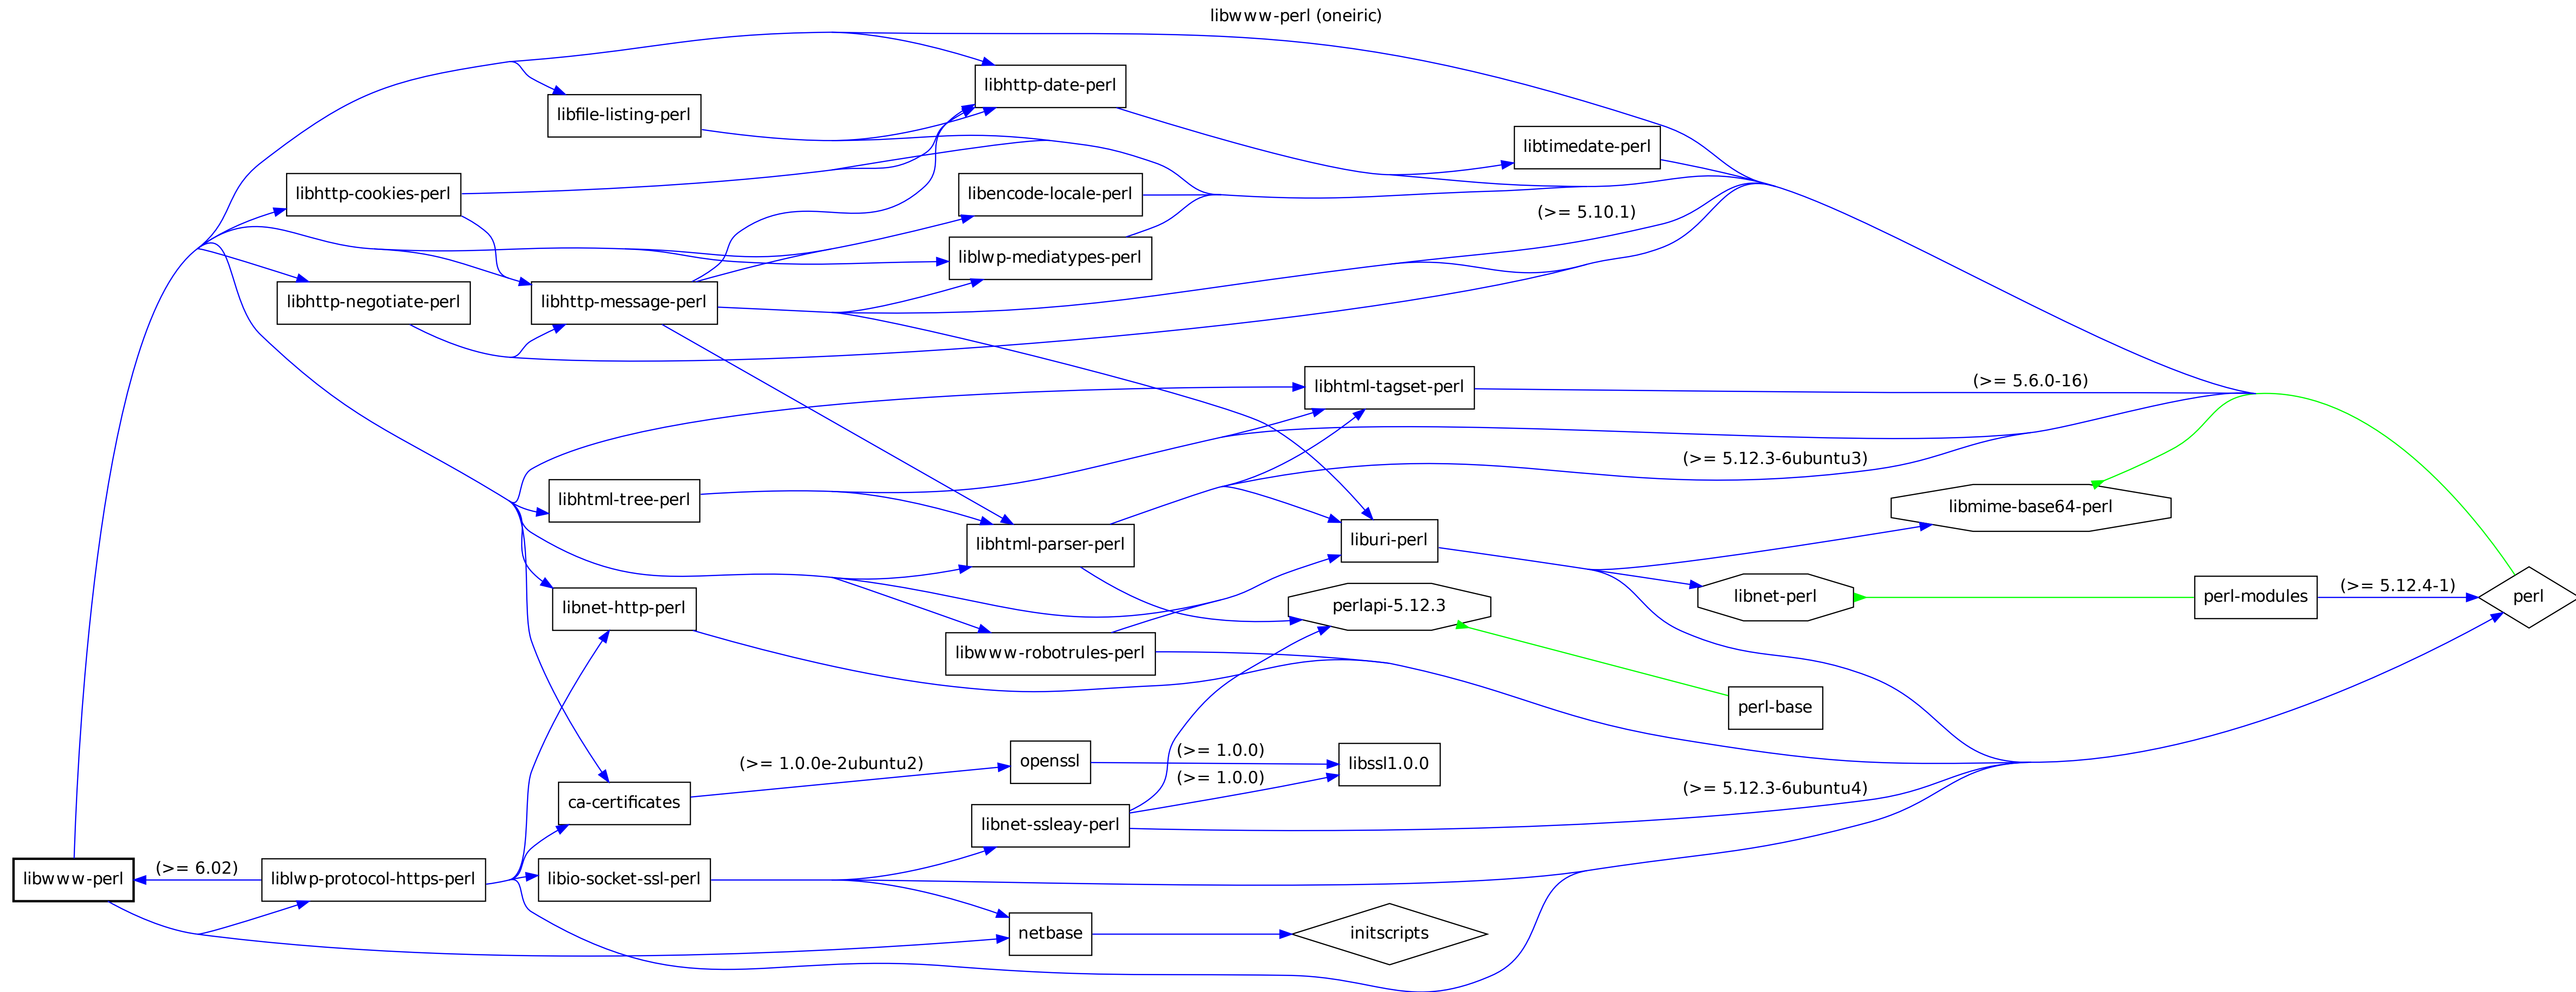 libwww-perl (oneiric)
libhttp-date-perl
libfile-listing-perl
libtimedate-perl
libhttp-cookies-perl
libencode-locale-perl
(>= 5.10.1)
liblwp-mediatypes-perl
libhttp-negotiate-perl
libhttp-message-perl
libhtml-tagset-perl
(>= 5.6.0-16)
(>= 5.12.3-6ubuntu3)
libhtml-tree-perl
libmime-base64-perl
libhtml-parser-perl
liburi-perl
libnet-http-perl
perlapi-5.12.3
libnet-perl
perl-modules
(>= 5.12.4-1)
perl
libwww-robotrules-perl
perl-base
(>= 1.0.0e-2ubuntu2)
openssl
(>= 1.0.0)
libssl1.0.0
(>= 1.0.0)
ca-certificates
(>= 5.12.3-6ubuntu4)
libnet-ssleay-perl
libwww-perl
(>= 6.02)
liblwp-protocol-https-perl
libio-socket-ssl-perl
netbase
initscripts